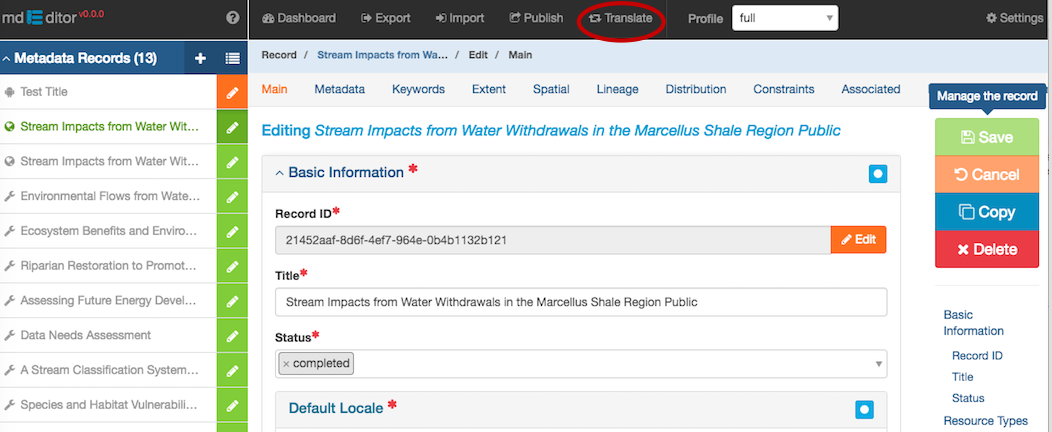 mdEditor v0.0.0
Dashboard Export Import Publish Translate Profile full Settings
Metadata Records (13)
Record / Stream Impacts from Wa... / Edit / Main
Test Title
Stream Impacts from Water Wit...
Stream Impacts from Water Wit...
Environmental Flows from Wate...
Ecosystem Benefits and Enviro...
Riparian Restoration to Promot...
Assessing Future Energy Devel...
Data Needs Assessment
A Stream Classification System...
Species and Habitat Vulnerabili...
Main Metadata Keywords Extent Spatial Lineage Distribution Constraints Associated
Editing Stream Impacts from Water Withdrawals in the Marcellus Shale Region Public
Basic Information *
Record ID*
21452aaf-8d6f-4ef7-964e-0b4b1132b121
Edit
Title*
Stream Impacts from Water Withdrawals in the Marcellus Shale Region Public
Status*
× completed
Default Locale *
Manage the record
Save
Cancel
Copy
Delete
Basic
Information
Record ID
Title
Status
Resource Types